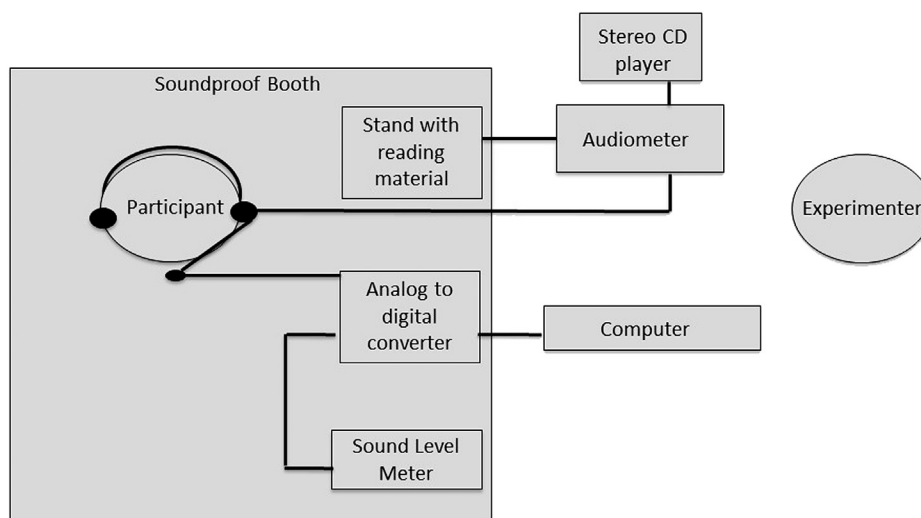 Stereo CD
player
Soundproof Booth
Stand with
reading
material
Audiometer
Participant
Experimenter
Analog to
digital
converter
Computer
Sound Level
Meter